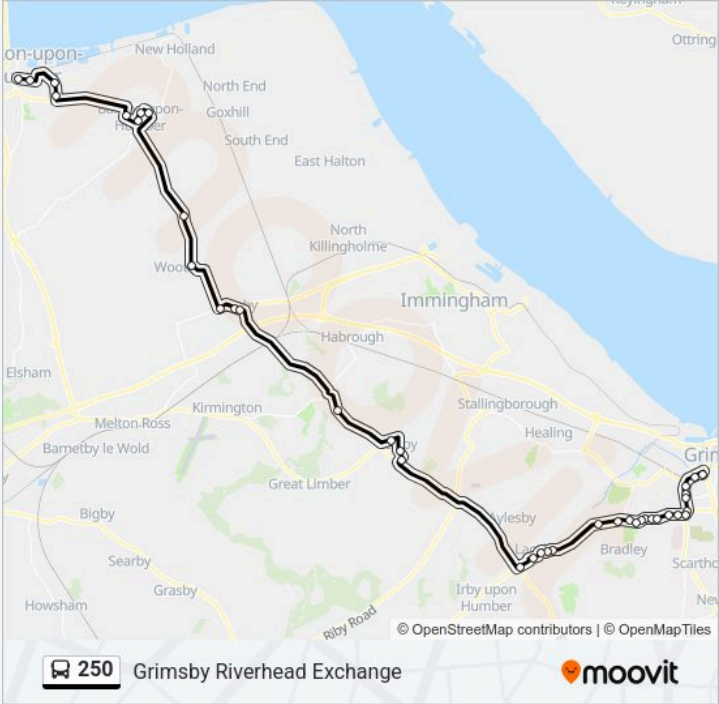 New Holland
Ottring
on-upon-
North End
Goxhill
South End
East Halton
North
Killingholme
Immingham
Habrough
Elsham
Kirmington
Stallingborough
Melton Ross
Healing
Barnetby le Wold
Great Limber
Bigby
Aylesby
Bradley
Searby
Grasby
Irby upon
Humber
Howsham
Riby Road
© OpenStreetMap contributors | © OpenMapTiles
250 Grimsby Riverhead Exchange moovit